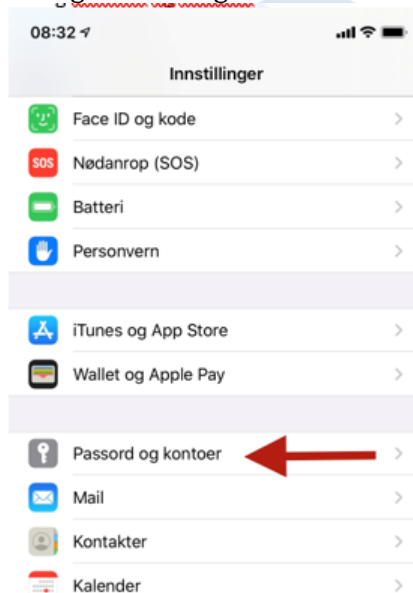 08:32
Innstillinger
Face ID og kode
SOS Nødanrop (SOS)
Batteri
Personvern
iTunes og App Store
Wallet og Apple Pay
Passord og kontoer
Mail
Kontakter
Kalender